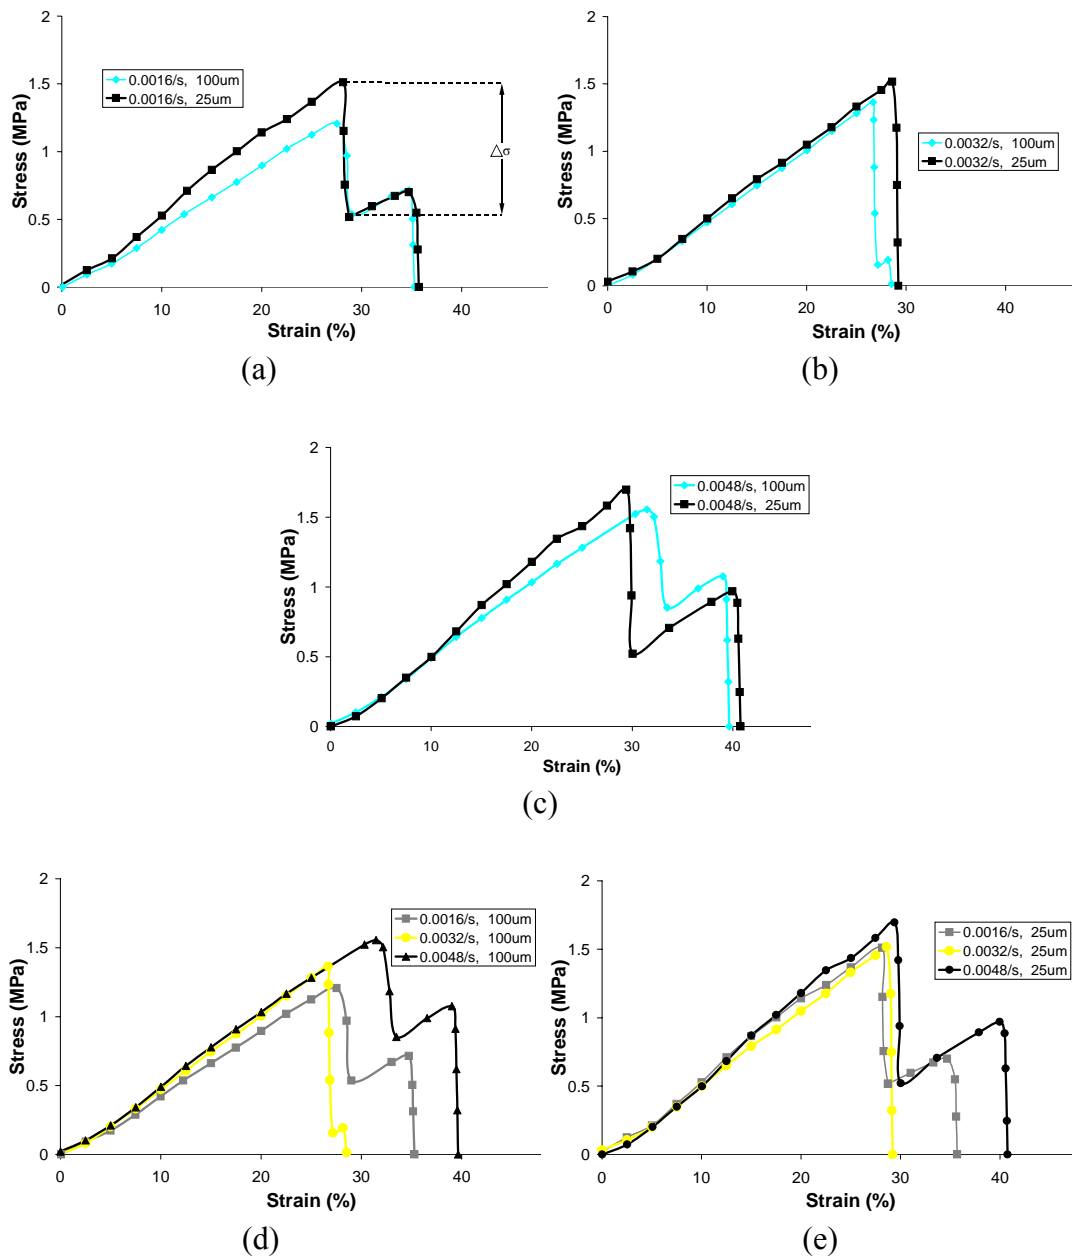 2
1.5
1
0.5
0
Stress (MPa)
0.0016/s, 100um
0.0016/s, 25um
△σ
0 10 20 30 40
Strain (%)
(a)
2
1.5
1
0.5
0
Stress (MPa)
0.0032/s, 100um
0.0032/s, 25um
0 10 20 30 40
Strain (%)
(b)
2
1.5
1
0.5
0
Stress (MPa)
0.0048/s, 100um
0.0048/s, 25um
0 10 20 30 40
Strain (%)
(c)
2
1.5
1
0.5
0
Stress (MPa)
0.0016/s, 100um
0.0032/s, 100um
0.0048/s, 100um
0 10 20 30 40
Strain (%)
(d)
2
1.5
1
0.5
0
Stress (MPa)
0.0016/s, 25um
0.0032/s, 25um
0.0048/s, 25um
0 10 20 30 40
Strain (%)
(e)